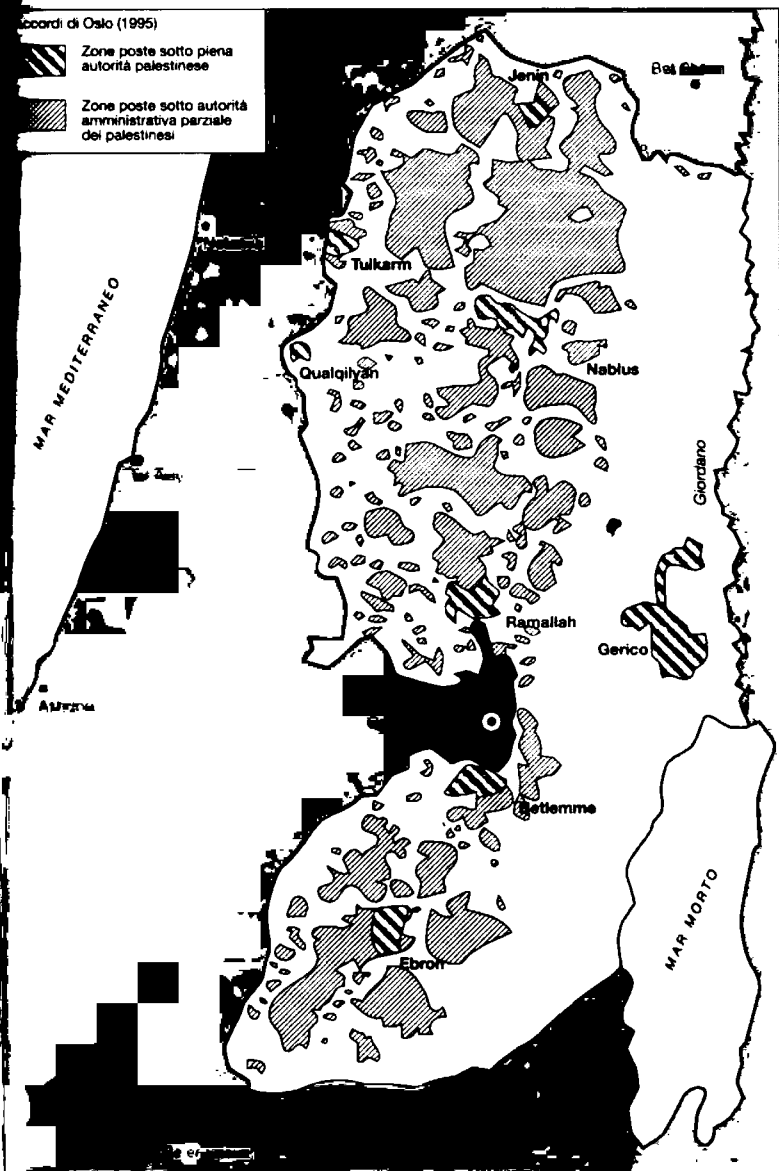 ccordi di Oslo (1995)
Zone poste sotto piena
autorità palestinese
Zone poste sotto autorità
amministrativa parziale
dei palestinesi
Jenin
Tulkarm
MAR MEDITERRANEO
Qualqilyah
Nablus
Giordano
Ramallah
Gerico
Betlemme
Ebron
MAR MORTO